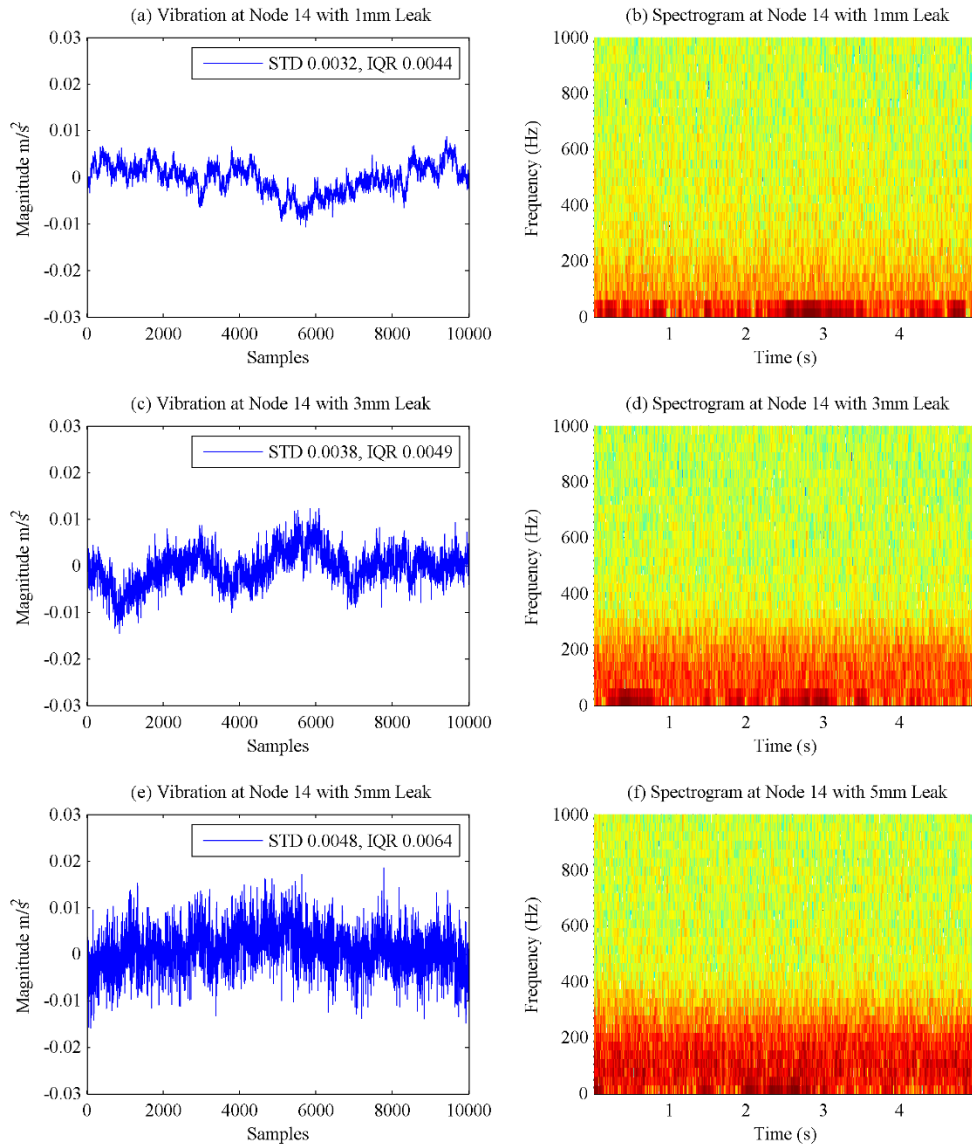 (a) Vibration at Node 14 with 1mm Leak
0.03
0.02
0.01
0
-0.01
-0.02
-0.03
Magnitude m/s²
STD 0.0032, IQR 0.0044
0 2000 4000 6000 8000 10000
Samples
(b) Spectrogram at Node 14 with 1mm Leak
1000
800
600
400
200
0
Frequency (Hz)
1 2 3 4
Time (s)
(c) Vibration at Node 14 with 3mm Leak
0.03
0.02
0.01
0
-0.01
-0.02
-0.03
Magnitude m/s²
STD 0.0038, IQR 0.0049
0 2000 4000 6000 8000 10000
Samples
(d) Spectrogram at Node 14 with 3mm Leak
1000
800
600
400
200
0
Frequency (Hz)
1 2 3 4
Time (s)
(e) Vibration at Node 14 with 5mm Leak
0.03
0.02
0.01
0
-0.01
-0.02
-0.03
Magnitude m/s²
STD 0.0048, IQR 0.0064
0 2000 4000 6000 8000 10000
Samples
(f) Spectrogram at Node 14 with 5mm Leak
1000
800
600
400
200
0
Frequency (Hz)
1 2 3 4
Time (s)